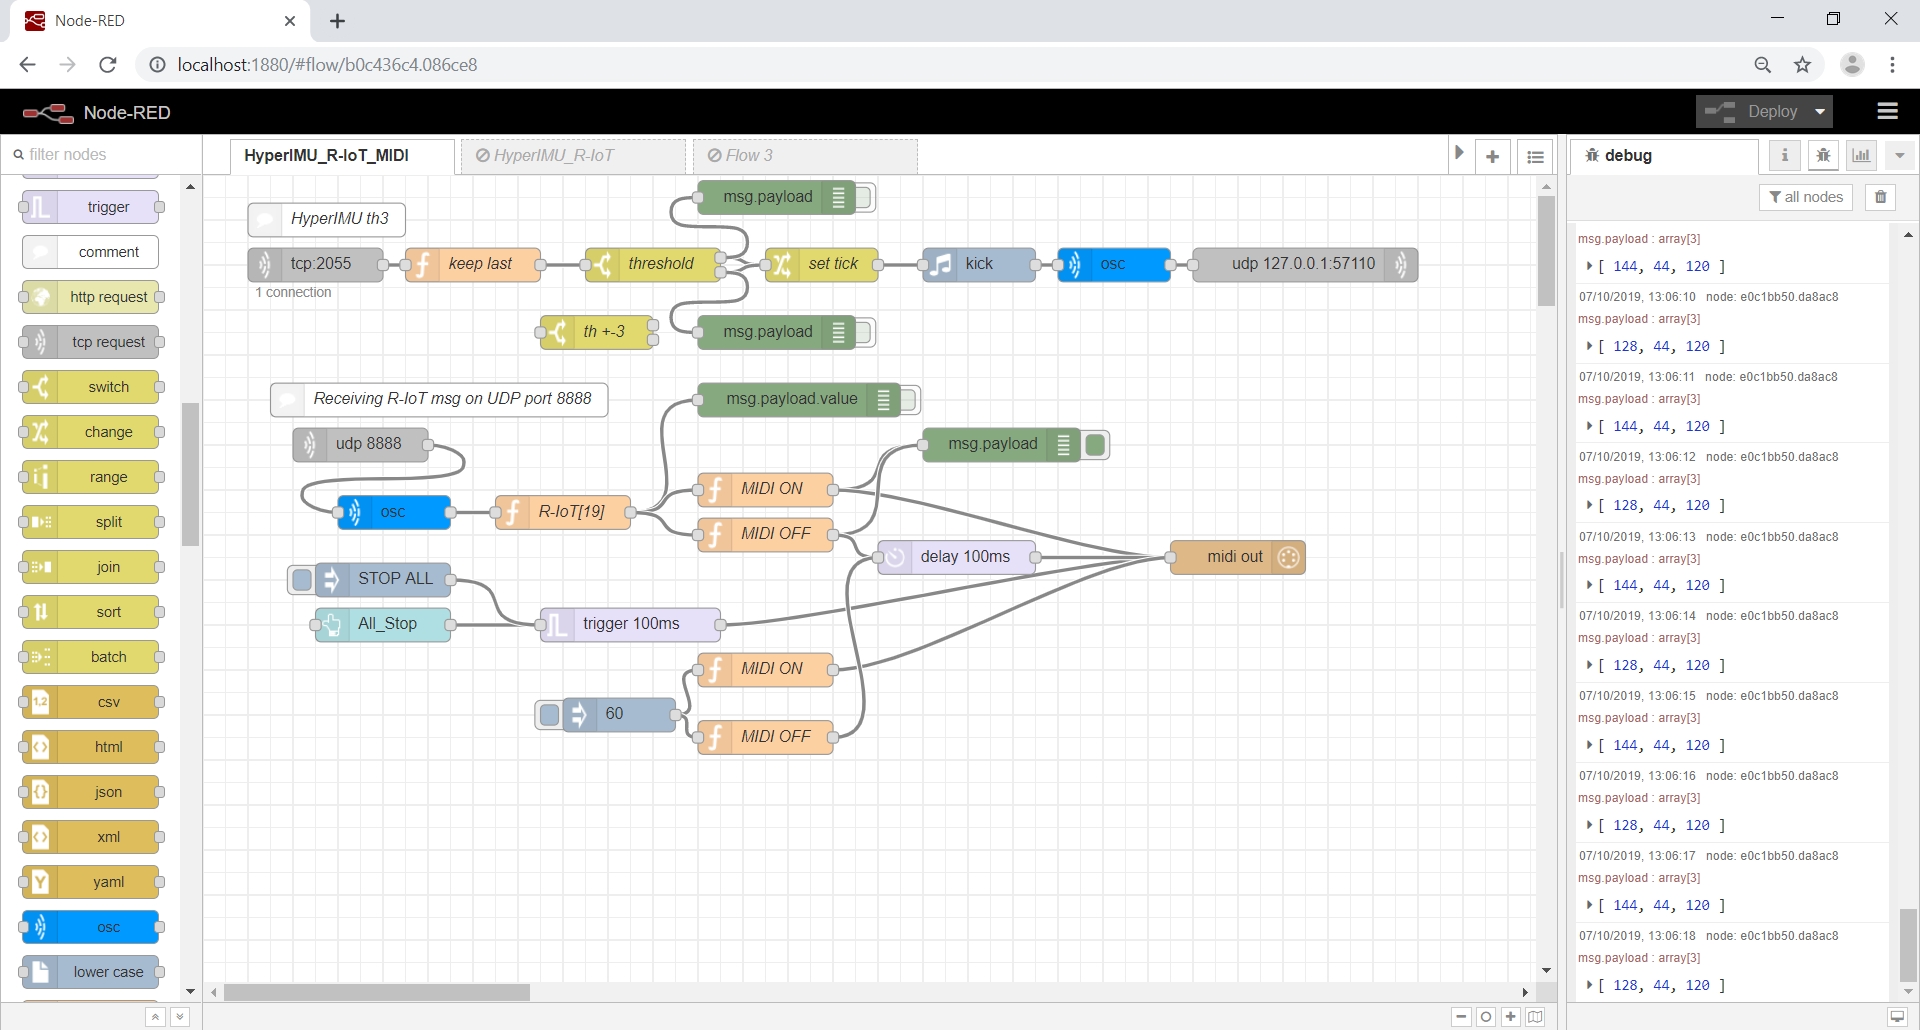 Node-RED
localhost:1880/#flow/b0c436c4.086ce8
Node-RED
Deploy
filter nodes
trigger
comment
http request
tcp request
switch
change
range
split
join
sort
batch
csv
html
json
xml
yaml
osc
lower case
HyperIMU_R-IoT_MIDI
HyperIMU_R-IoT
Flow 3
msg.payload
HyperIMU th3
tcp:2055
keep last
threshold
set tick
kick
osc
udp 127.0.0.1:57110
1 connection
th +-3
msg.payload
Receiving R-IoT msg on UDP port 8888
msg.payload.value
udp 8888
msg.payload
MIDI ON
osc
R-IoT[19]
MIDI OFF
delay 100ms
midi out
STOP ALL
All_Stop
trigger 100ms
MIDI ON
60
MIDI OFF
debug
all nodes
msg.payload : array[3]
[ 144, 44, 120 ]
07/10/2019, 13:06:10 node: e0c1bb50.da8ac8
msg.payload : array[3]
[ 128, 44, 120 ]
07/10/2019, 13:06:11 node: e0c1bb50.da8ac8
msg.payload : array[3]
[ 144, 44, 120 ]
07/10/2019, 13:06:12 node: e0c1bb50.da8ac8
msg.payload : array[3]
[ 128, 44, 120 ]
07/10/2019, 13:06:13 node: e0c1bb50.da8ac8
msg.payload : array[3]
[ 144, 44, 120 ]
07/10/2019, 13:06:14 node: e0c1bb50.da8ac8
msg.payload : array[3]
[ 128, 44, 120 ]
07/10/2019, 13:06:15 node: e0c1bb50.da8ac8
msg.payload : array[3]
[ 144, 44, 120 ]
07/10/2019, 13:06:16 node: e0c1bb50.da8ac8
msg.payload : array[3]
[ 128, 44, 120 ]
07/10/2019, 13:06:17 node: e0c1bb50.da8ac8
msg.payload : array[3]
[ 144, 44, 120 ]
07/10/2019, 13:06:18 node: e0c1bb50.da8ac8
msg.payload : array[3]
[ 128, 44, 120 ]